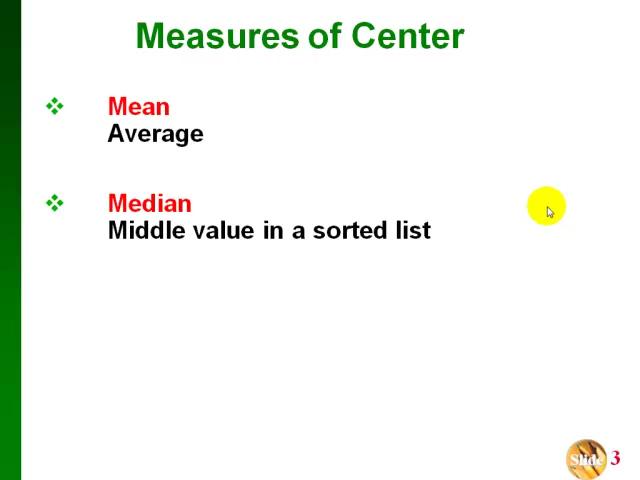 Measures of Center
Mean
Average
Median
Middle value in a sorted list
Slide 3